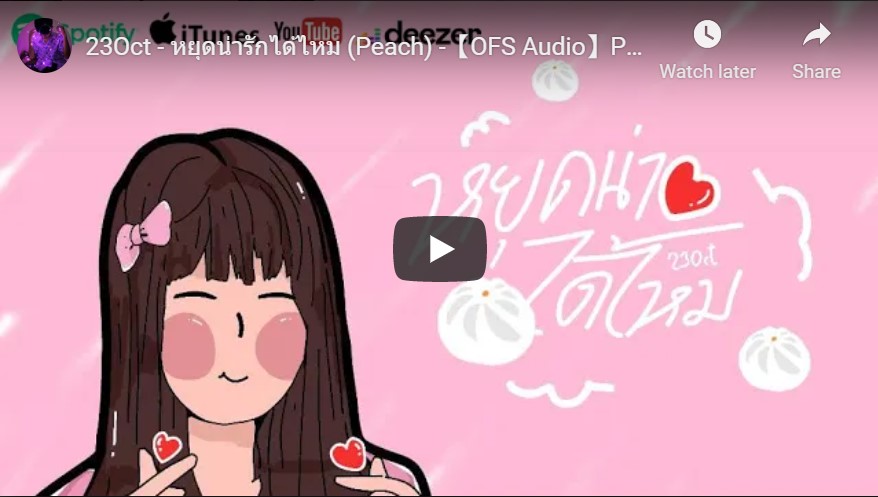 Spotify iTunes YouTube deezer
23Oct - หยุดน่ารักได้ไหม (Peach) -【OFS Audio】P...
Watch later
Share
หยุดน่า
ได้ไหม
23Oct